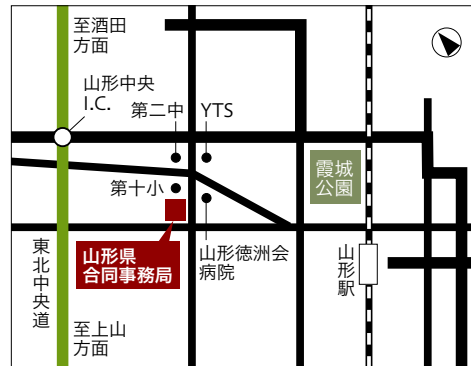 至酒田
方面
山形中央
I.C.
第二中
YTS
第十小
霞城
公園
山形県
合同事務局
山形徳洲会
病院
山形駅
東北中央道
至上山
方面